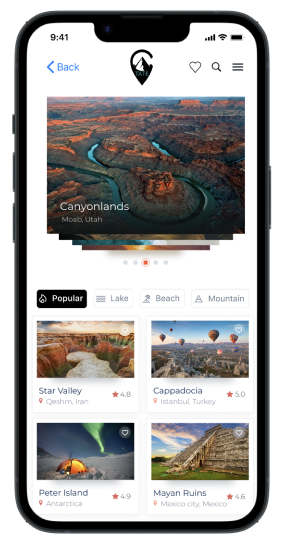 9:41
Back
TATE
Canyonlands
Moab, Utah
Popular
Lake
Beach
Mountain
Star Valley
4.8
Qeshm, Iran
Cappadocia
5.0
Istanbul, Turkey
Peter Island
4.9
Antarctica
Mayan Ruins
4.6
Mexico city, Mexico